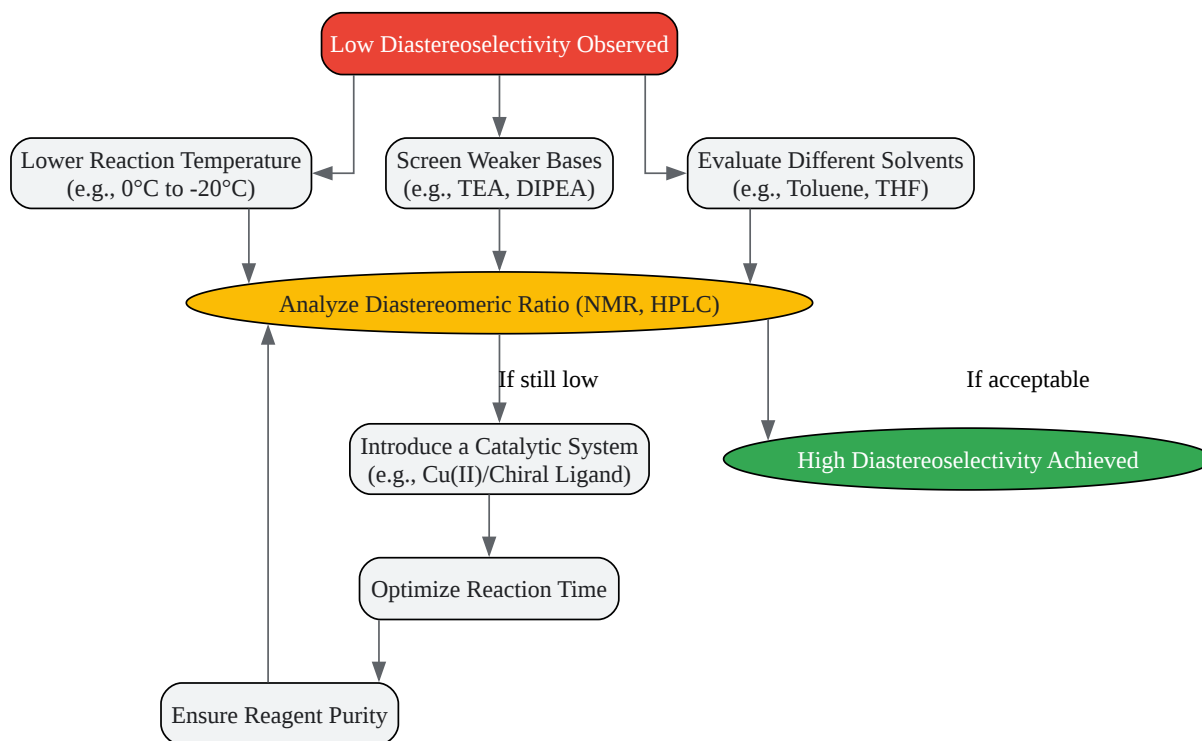 Low Diastereoselectivity Observed
Lower Reaction Temperature
(e.g., 0°C to -20°C)
Screen Weaker Bases
(e.g., TEA, DIPEA)
Evaluate Different Solvents
(e.g., Toluene, THF)
Analyze Diastereomeric Ratio (NMR, HPLC)
If still low
If acceptable
Introduce a Catalytic System
(e.g., Cu(II)/Chiral Ligand)
High Diastereoselectivity Achieved
Optimize Reaction Time
Ensure Reagent Purity